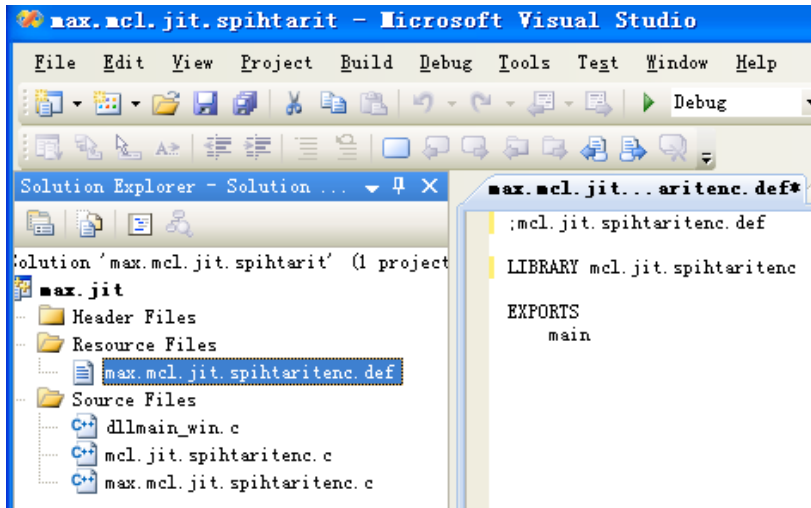 max.mcl.jit.spihtarit - Microsoft Visual Studio
File Edit View Project Build Debug Tools Test Window Help
Debug
Solution Explorer - Solution ...
max.mcl.jit...aritenc.def*
olution 'max.mcl.jit.spihtarit' (1 project
max.jit
Header Files
Resource Files
max.mcl.jit.spihtaritenc.def
Source Files
dllmain_win.c
mcl.jit.spihtaritenc.c
max.mcl.jit.spihtaritenc.c
;mcl.jit.spihtaritenc.def
LIBRARY mcl.jit.spihtaritenc
EXPORTS
main